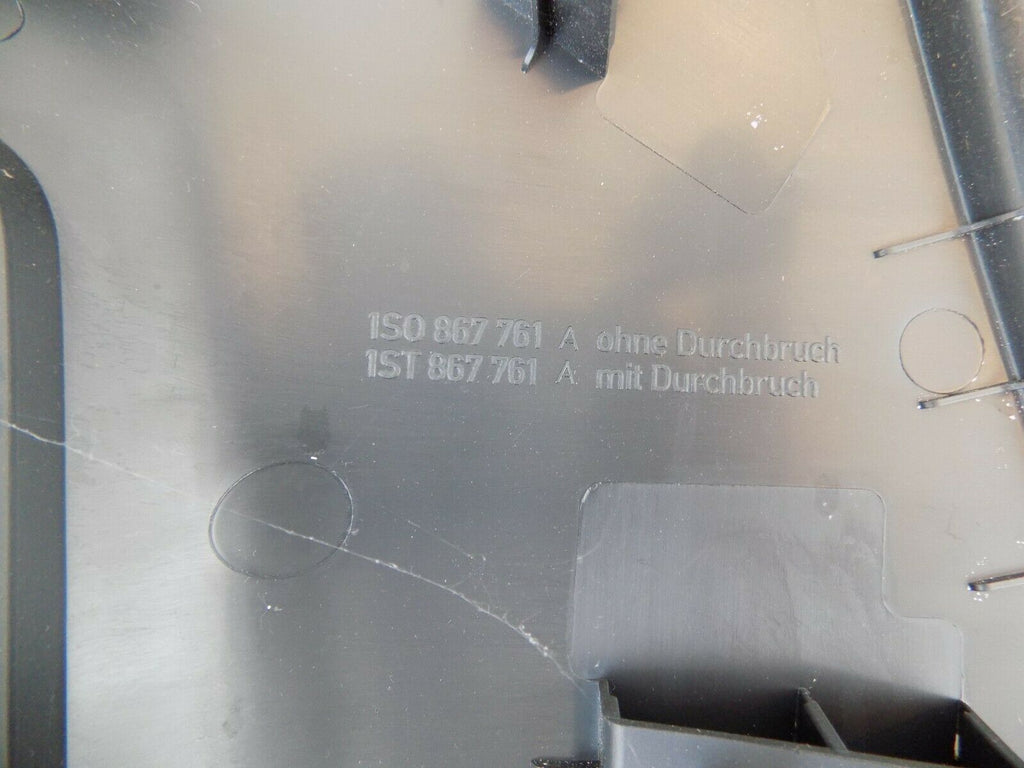 1S0 867 761 A ohne Durchbruch
1ST 867 761 A mit Durchbruch